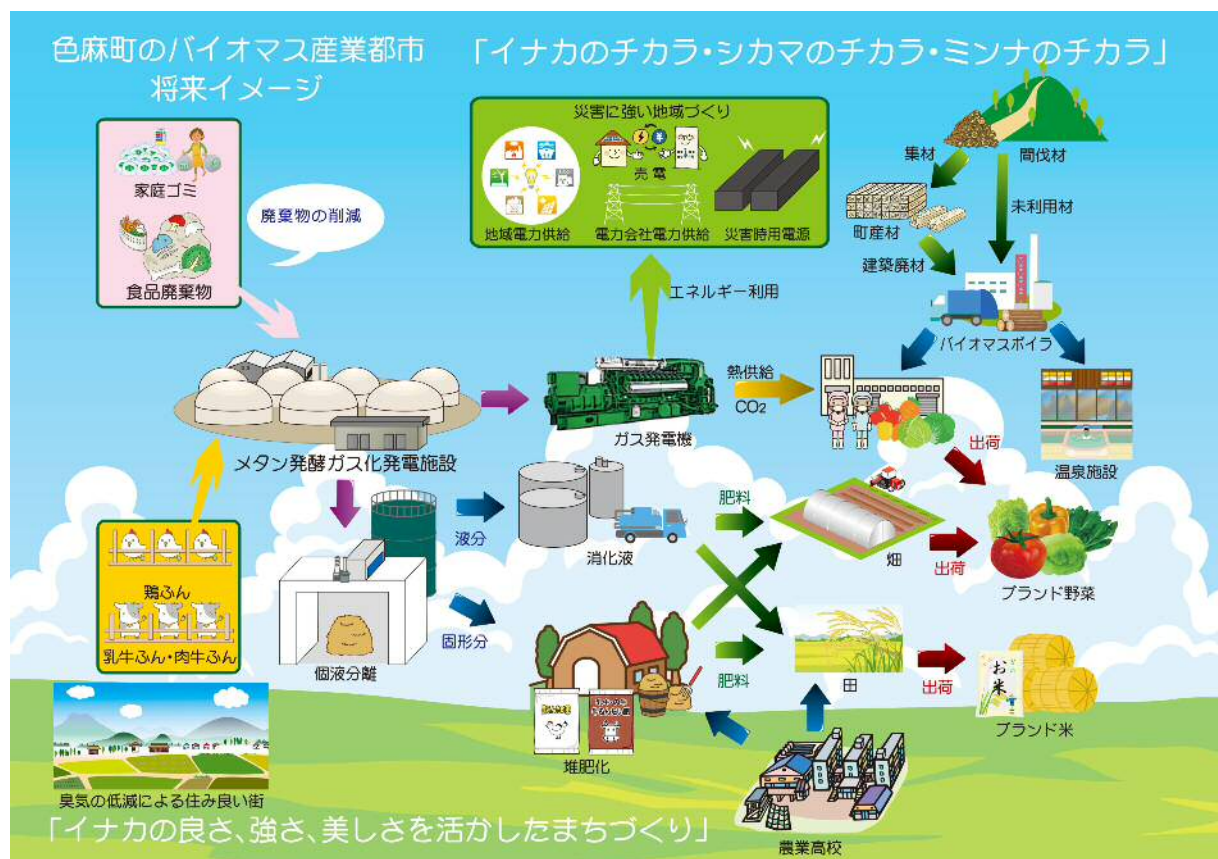 色麻町のバイオマス産業都市
将来イメージ
「イナカのチカラ・シカマのチカラ・ミンナのチカラ」
家庭ゴミ
食品廃棄物
廃棄物の削減
災害に強い地域づくり
売電
地域電力供給
電力会社電力供給
災害時用電源
集材
間伐材
町産材
未利用材
建築廃材
バイオマスボイラ
エネルギー利用
メタン発酵ガス化発電施設
ガス発電機
熱供給
CO2
出荷
温泉施設
鶏ふん
乳牛ふん・肉牛ふん
液分
消化液
肥料
畑
出荷
ブランド野菜
個液分離
固形分
堆肥化
肥料
田
出荷
お米
ブランド米
農業高校
臭気の低減による住み良い街
「イナカの良さ、強さ、美しさを活かしたまちづくり」